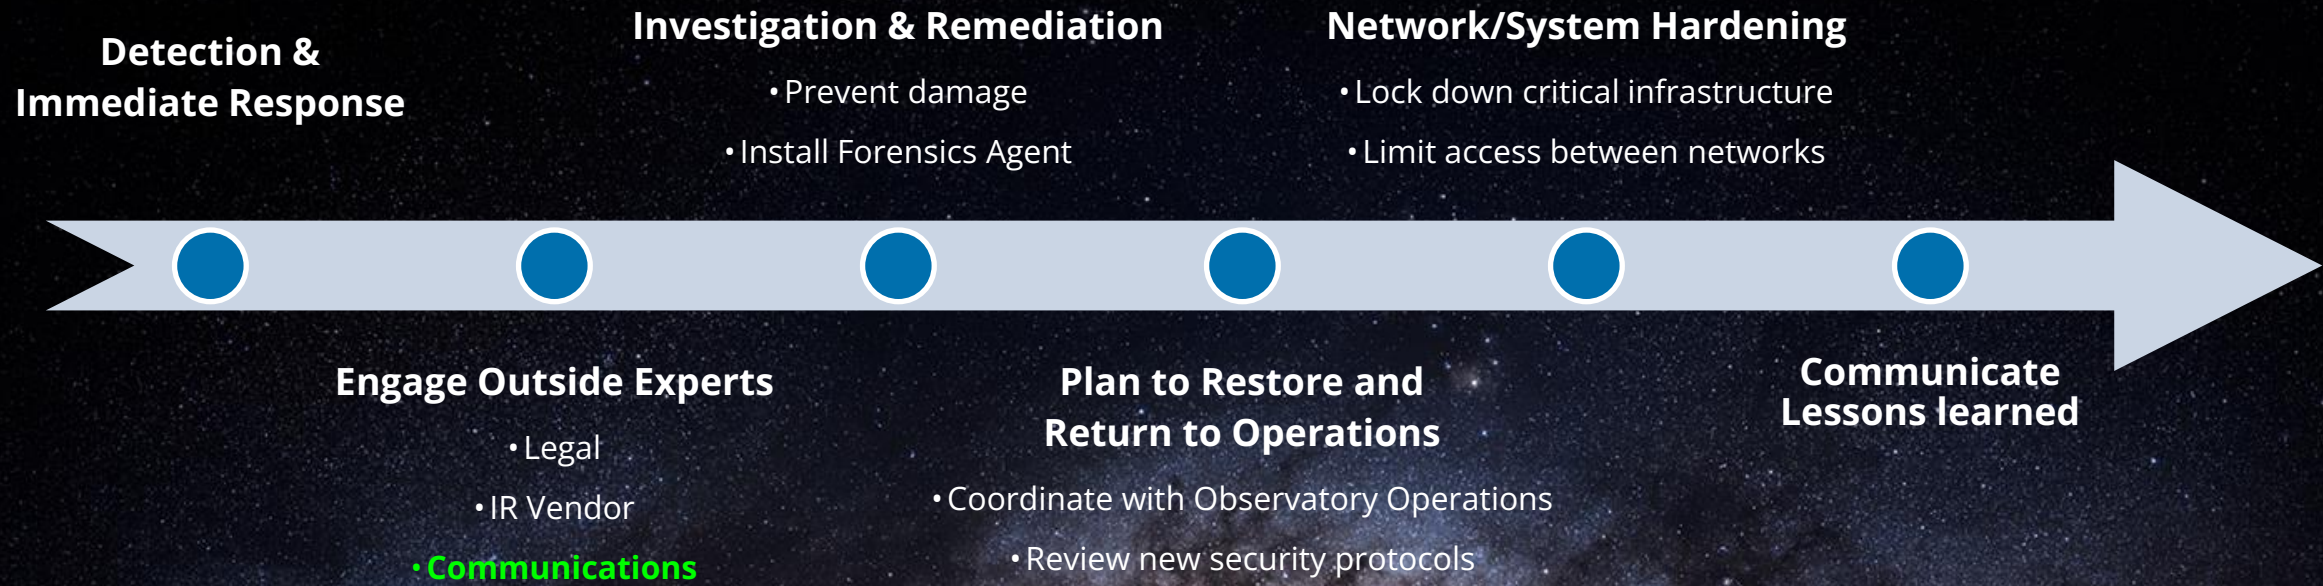 Detection &
Immediate Response
Engage Outside Experts
• Legal
• IR Vendor
• Communications
Investigation & Remediation
• Prevent damage
• Install Forensics Agent
Plan to Restore and
Return to Operations
• Coordinate with Observatory Operations
• Review new security protocols
Network/System Hardening
• Lock down critical infrastructure
• Limit access between networks
Communicate
Lessons learned